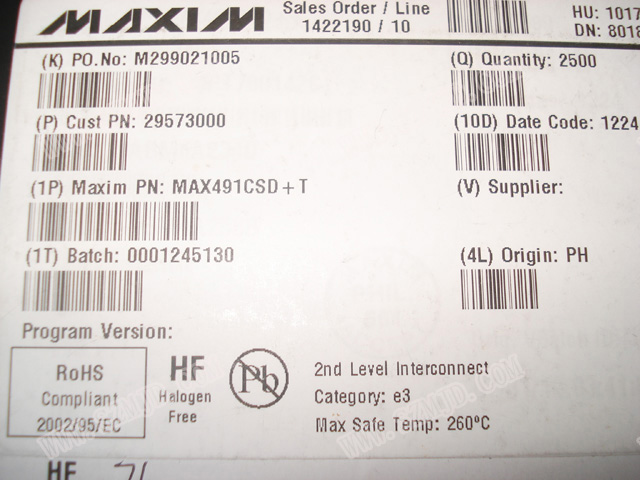 MAXIM
Sales Order / Line
1422190 / 10
HU: 1017
DN: 8018
(K) PO.No: M299021005
(Q) Quantity: 2500
(P) Cust PN: 29573000
(10D) Date Code: 1224
(1P) Maxim PN: MAX491CSD+T
(V) Supplier:
(1T) Batch: 0001245130
(4L) Origin: PH
Program Version:
RoHS
Compliant
2002/95/EC
HF
Halogen
Free
Pb
2nd Level Interconnect
Category: e3
Max Safe Temp: 260ºC
HF